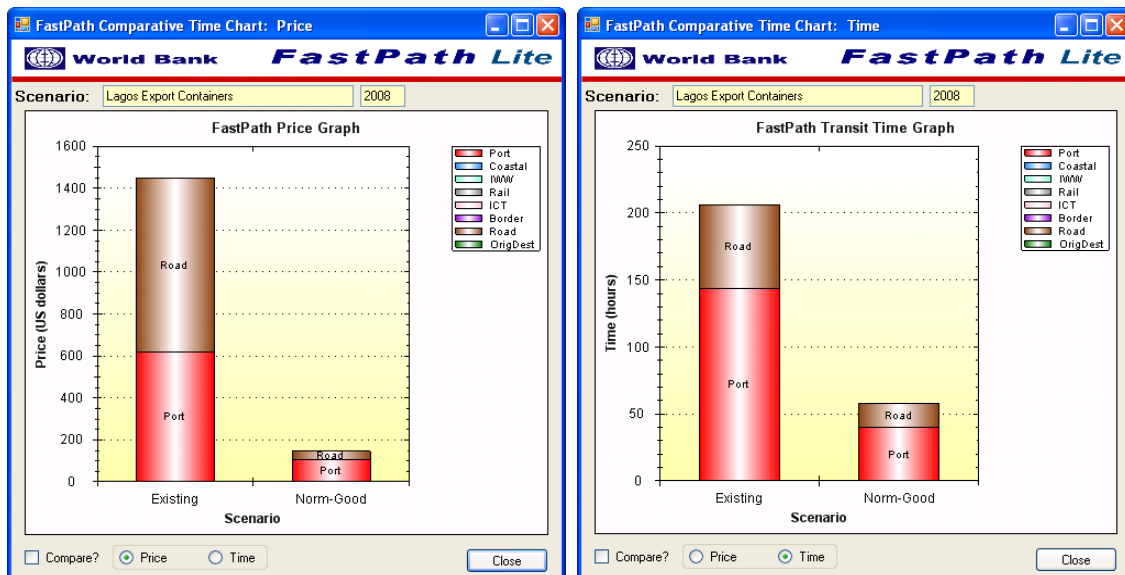 FastPath Comparative Time Chart: Price
World Bank FastPath Lite
Scenario: Lagos Export Containers 2008
FastPath Price Graph
1600
1400
1200
1000
800
600
400
200
0
Price (US dollars)
Road
Port
Road
Port
Existing Norm-Good
Scenario
Port
Coastal
IWW
Rail
ICT
Border
Road
OrigDest
Compare? Price Time Close
FastPath Comparative Time Chart: Time
World Bank FastPath Lite
Scenario: Lagos Export Containers 2008
FastPath Transit Time Graph
250
200
150
100
50
0
Time (hours)
Road
Port
Road
Port
Existing Norm-Good
Scenario
Port
Coastal
IWW
Rail
ICT
Border
Road
OrigDest
Compare? Price Time Close